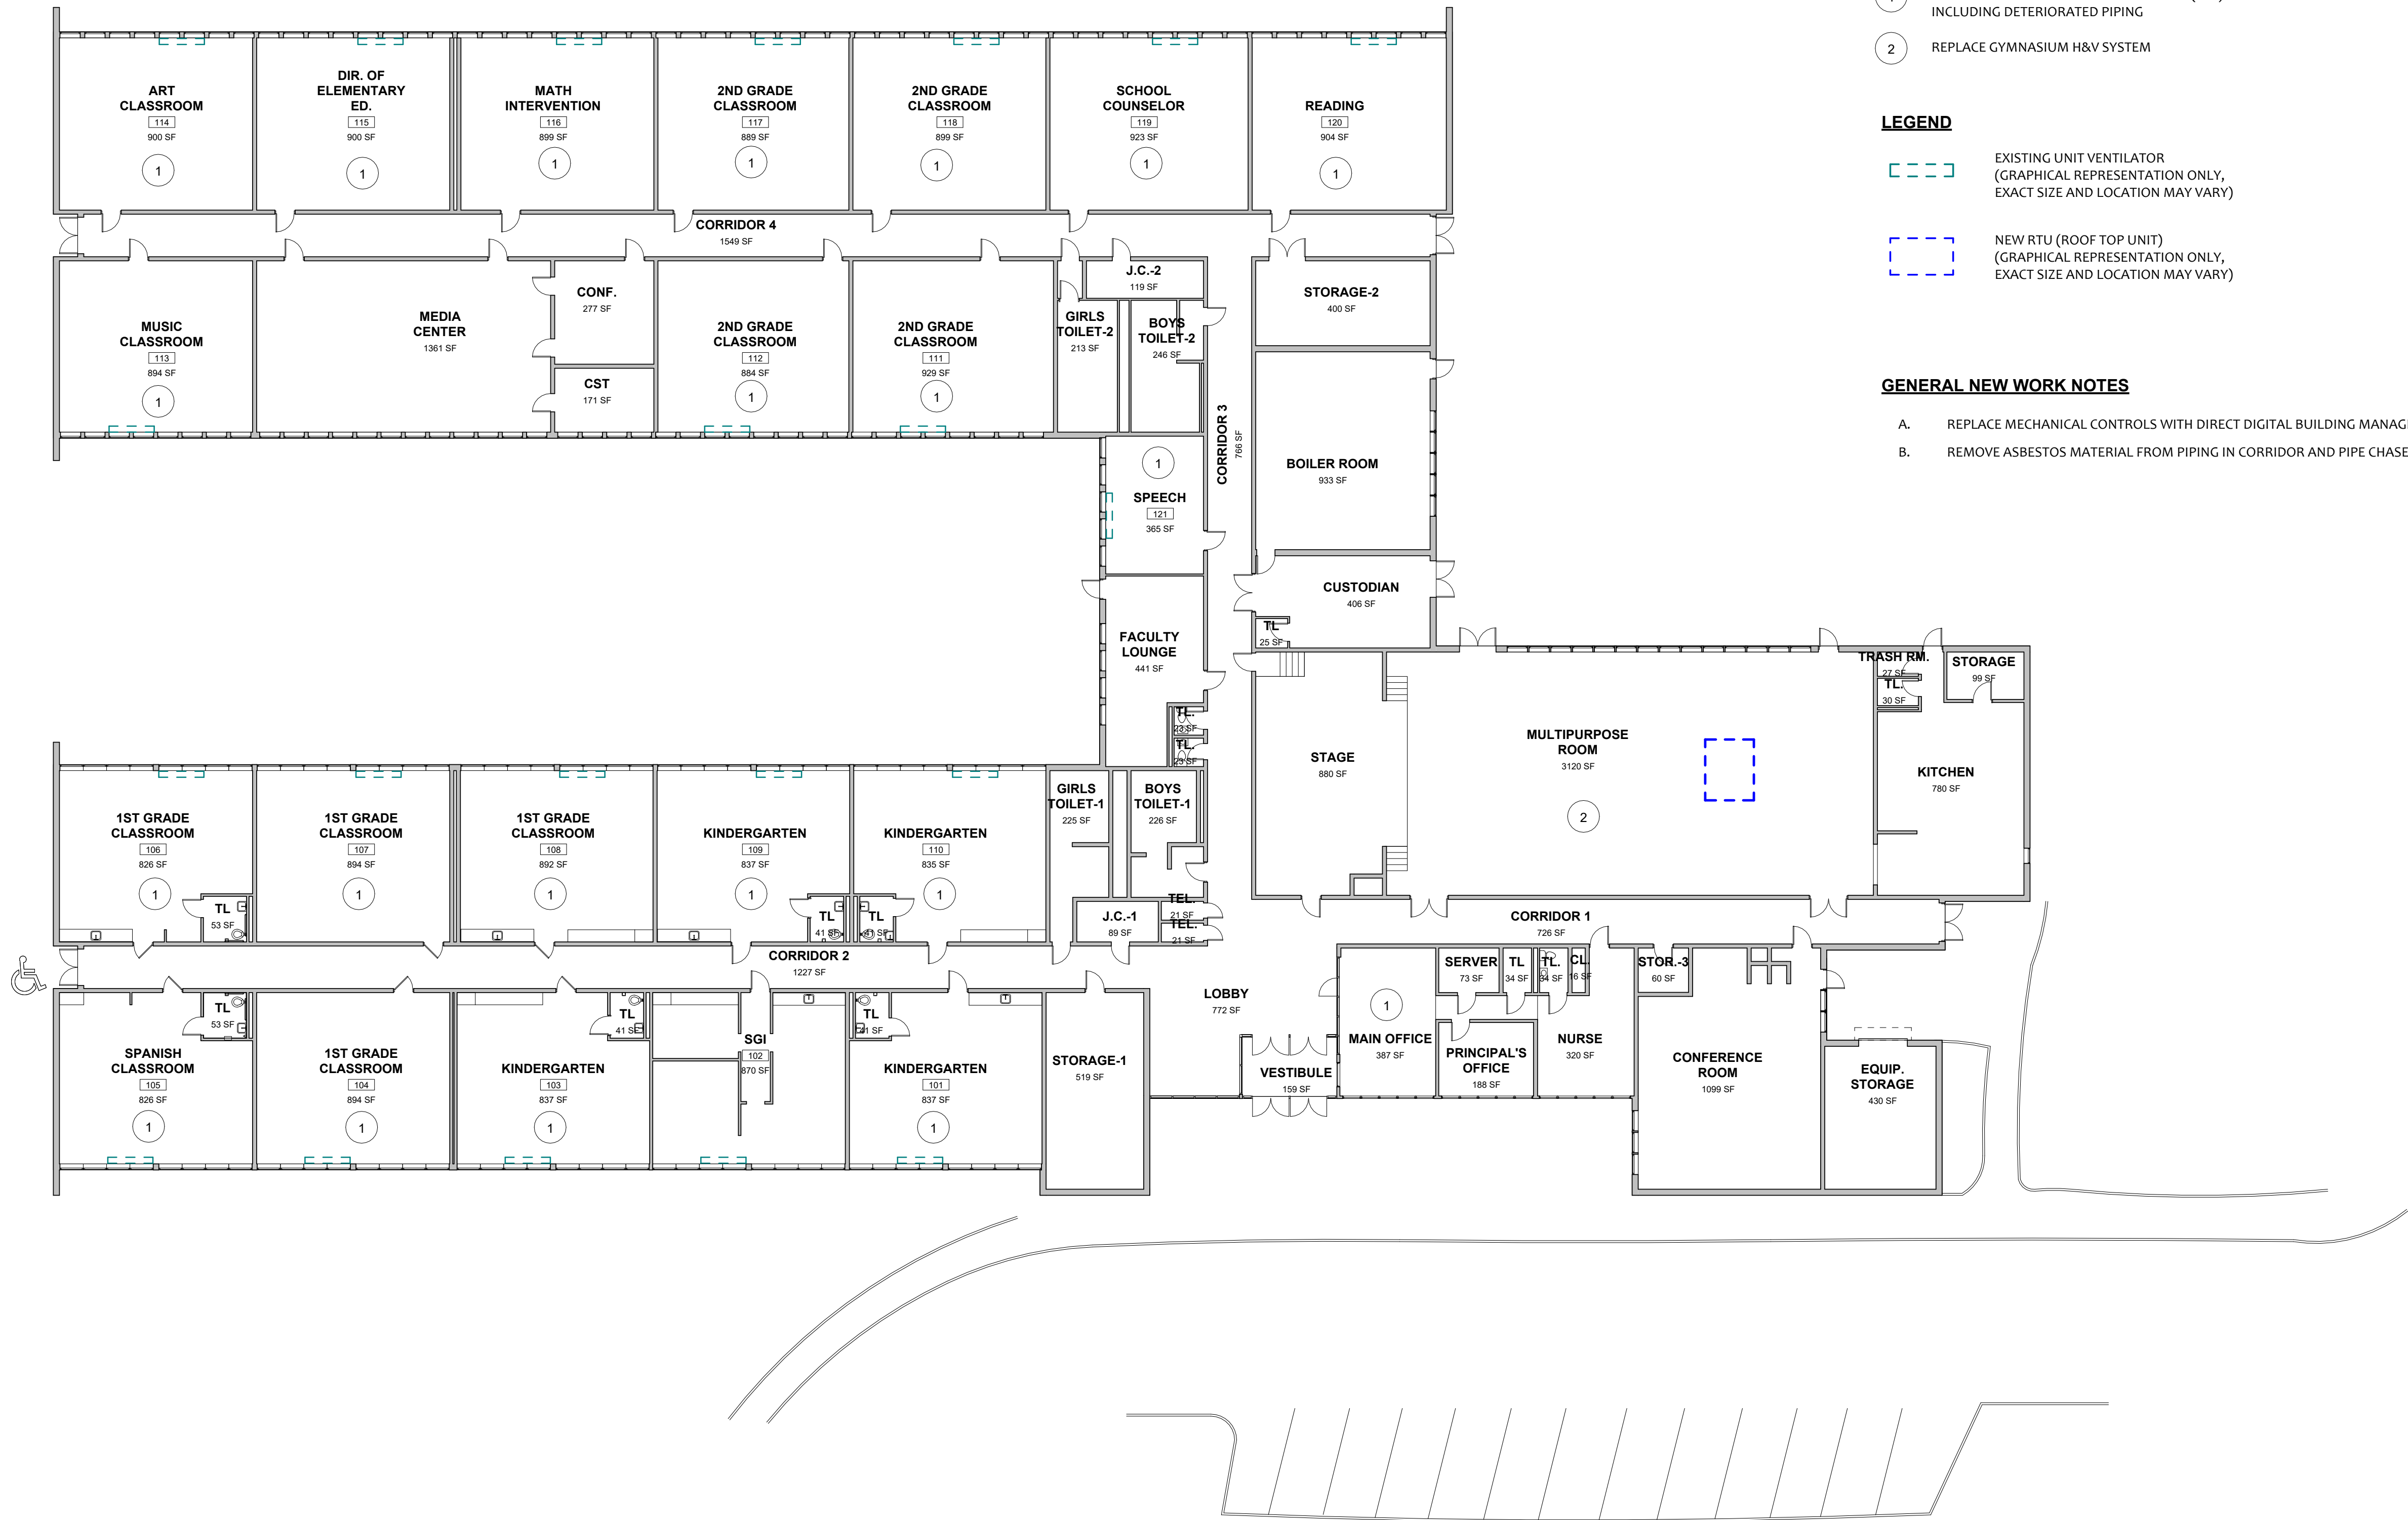 INCLUDING DETERIORATED PIPING
2
REPLACE GYMNASIUM H&V SYSTEM
LEGEND
EXISTING UNIT VENTILATOR
(GRAPHICAL REPRESENTATION ONLY,
EXACT SIZE AND LOCATION MAY VARY)
NEW RTU (ROOF TOP UNIT)
(GRAPHICAL REPRESENTATION ONLY,
EXACT SIZE AND LOCATION MAY VARY)
GENERAL NEW WORK NOTES
A. REPLACE MECHANICAL CONTROLS WITH DIRECT DIGITAL BUILDING
B. REMOVE ASBESTOS MATERIAL FROM PIPING IN CORRIDOR AND PIPE CHASE
ART
CLASSROOM
114
900 SF
1
DIR. OF
ELEMENTARY
ED.
115
900 SF
1
MATH
INTERVENTION
116
899 SF
1
2ND GRADE
CLASSROOM
117
889 SF
1
2ND GRADE
CLASSROOM
118
899 SF
1
SCHOOL
COUNSELOR
119
923 SF
1
READING
120
904 SF
1
CORRIDOR 4
1549 SF
MUSIC
CLASSROOM
113
894 SF
1
MEDIA
CENTER
1361 SF
CONF.
277 SF
CST
171 SF
2ND GRADE
CLASSROOM
112
884 SF
1
2ND GRADE
CLASSROOM
111
929 SF
1
GIRLS
TOILET-2
213 SF
J.C.-2
119 SF
BOYS
TOILET-2
246 SF
CORRIDOR 3
766 SF
STORAGE-2
400 SF
BOILER ROOM
933 SF
1
SPEECH
121
365 SF
CUSTODIAN
406 SF
TL
25 SF
FACULTY
LOUNGE
441 SF
TL.
23 SF
TL.
23 SF
STAGE
880 SF
MULTIPURPOSE
ROOM
3120 SF
2
TRASH RM.
27 SF
TL.
30 SF
STORAGE
99 SF
KITCHEN
780 SF
1ST GRADE
CLASSROOM
106
826 SF
1
TL
53 SF
1ST GRADE
CLASSROOM
107
894 SF
1
1ST GRADE
CLASSROOM
108
892 SF
1
KINDERGARTEN
109
837 SF
1
TL
41 SF
KINDERGARTEN
110
835 SF
1
TL
41 SF
GIRLS
TOILET-1
225 SF
BOYS
TOILET-1
226 SF
J.C.-1
89 SF
TEL.
21 SF
TEL.
21 SF
CORRIDOR 1
726 SF
CORRIDOR 2
1227 SF
SPANISH
CLASSROOM
105
826 SF
1
TL
53 SF
1ST GRADE
CLASSROOM
104
894 SF
1
KINDERGARTEN
103
837 SF
1
TL
41 SF
SGI
102
870 SF
TL
41 SF
KINDERGARTEN
101
837 SF
1
STORAGE-1
519 SF
LOBBY
772 SF
VESTIBULE
159 SF
1
MAIN OFFICE
387 SF
SERVER
73 SF
TL
34 SF
TL.
34 SF
CL.
16 SF
PRINCIPAL'S
OFFICE
188 SF
NURSE
320 SF
STOR.-3
60 SF
CONFERENCE
ROOM
1099 SF
EQUIP.
STORAGE
430 SF